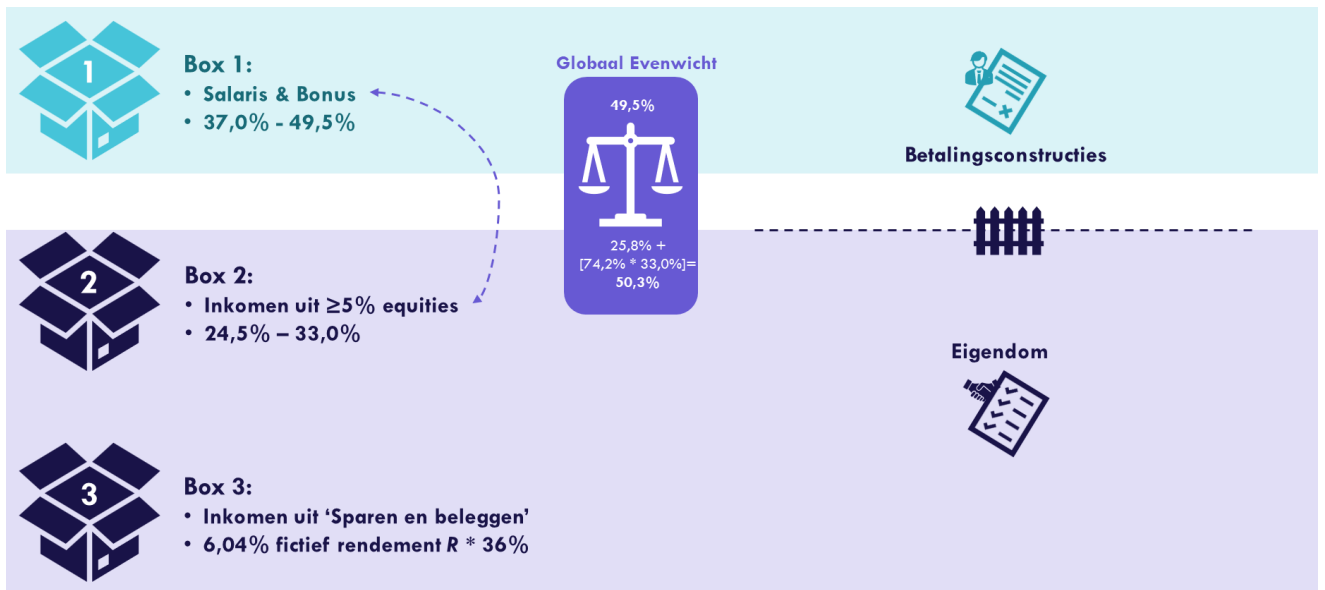 1
Box 1:
• Salaris & Bonus
• 37,0% - 49,5%
Globaal Evenwicht
49,5%
25,8% +
[74,2% * 33,0%]=
50,3%
Betalingsconstructies
2
Box 2:
• Inkomen uit ≥5% equities
• 24,5% – 33,0%
Eigendom
3
Box 3:
• Inkomen uit ‘Sparen en beleggen’
• 6,04% fictief rendement R * 36%